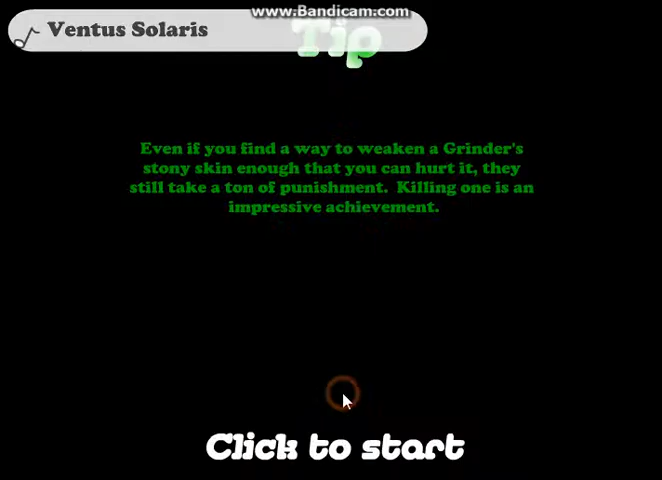 www.Bandicam.com
Ventus Solaris
Tip
Even if you find a way to weaken a Grinder's
stony skin enough that you can hurt it, they
still take a ton of punishment.  Killing one is an
impressive achievement.
Click to start